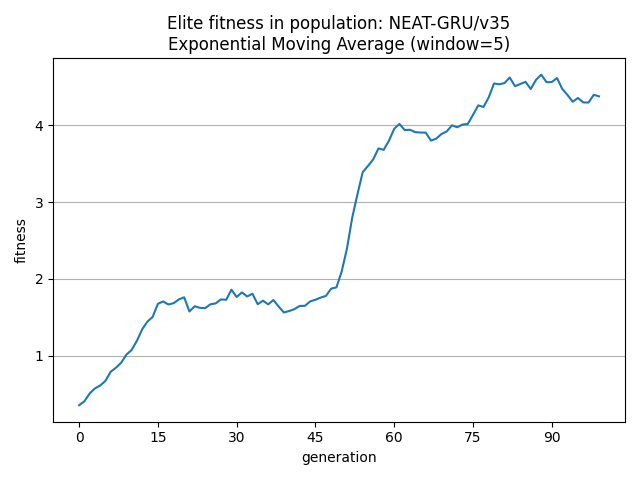 Elite fitness in population: NEAT-GRU/v35
Exponential Moving Average (window=5)
fitness
4
3
2
1
0 15 30 45 60 75 90
generation